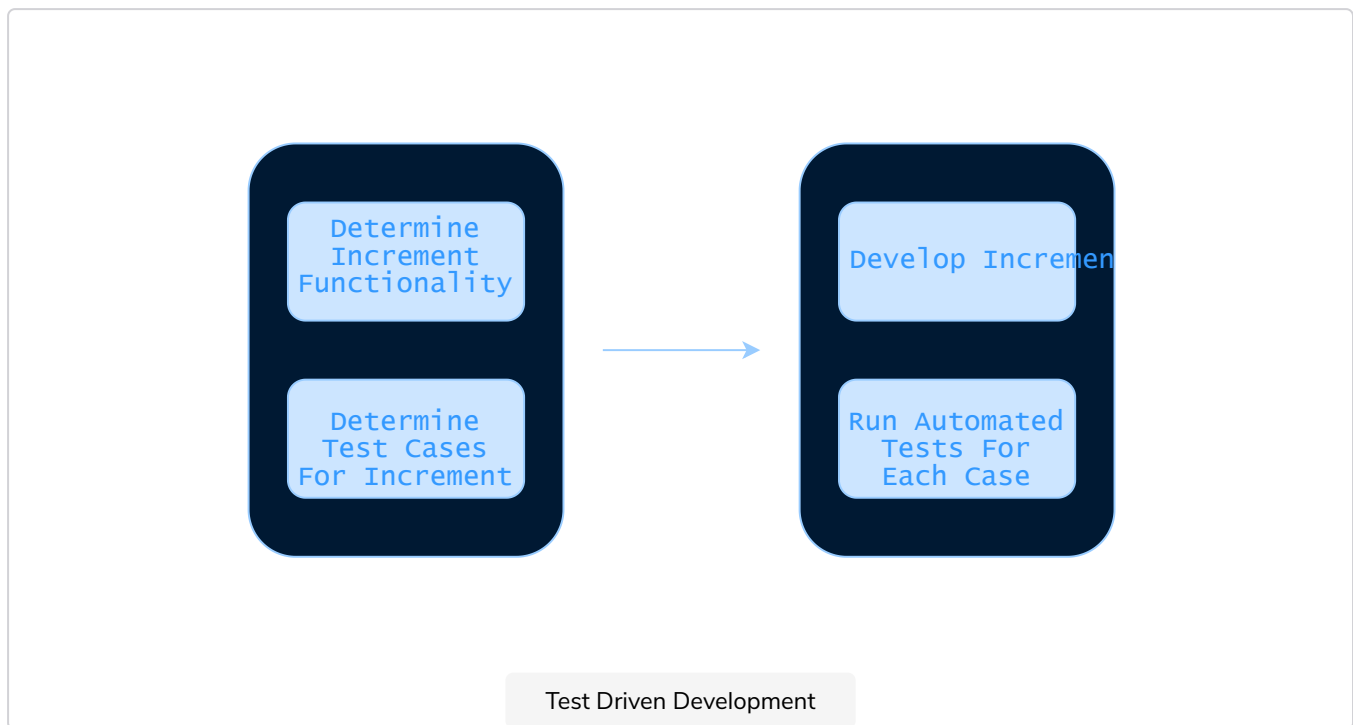 Determine
Increment
Functionality
Determine
Test Cases
For Increment
Develop Incremen
Run Automated
Tests For
Each Case
Test Driven Development